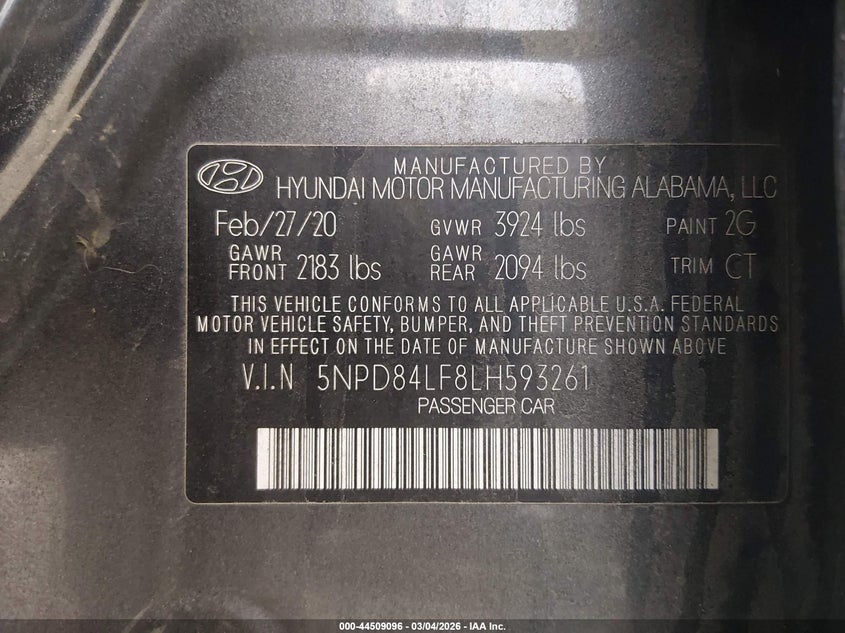 MANUFACTURED BY
HYUNDAI MOTOR MANUFACTURING ALABAMA, LLC
Feb/27/20 GVWR 3924 lbs PAINT 2G
GAWR FRONT 2183 lbs GAWR REAR 2094 lbs TRIM CT
THIS VEHICLE CONFORMS TO ALL APPLICABLE U.S.A. FEDERAL
MOTOR VEHICLE SAFETY, BUMPER, AND THEFT PREVENTION STANDARDS
IN EFFECT ON THE DATE OF MANUFACTURE SHOWN ABOVE
V.I.N 5NPD84LF8LH593261
PASSENGER CAR
000-44509096 - 03/04/2026 - IAA Inc.